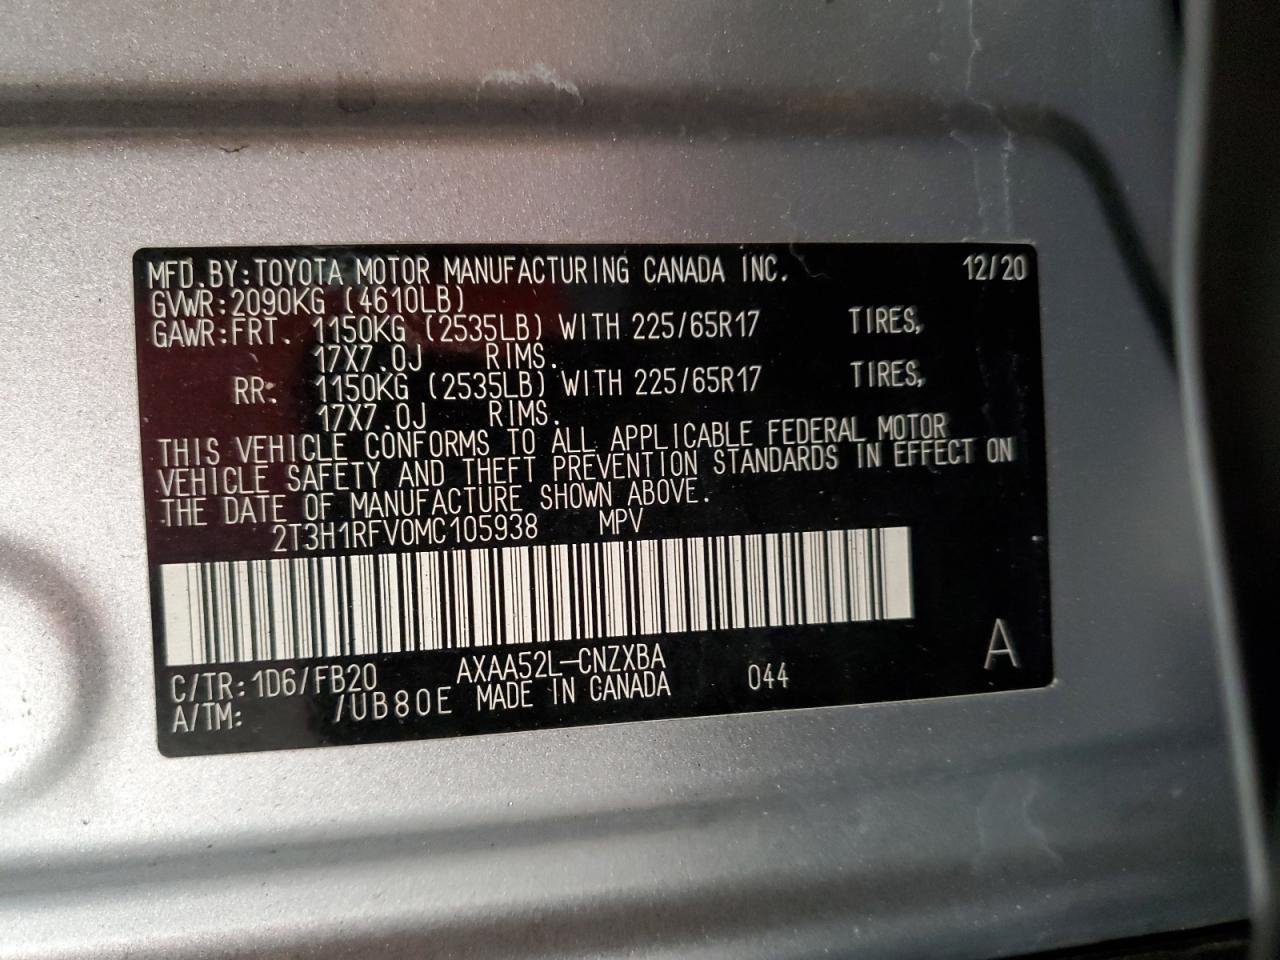 MFD.BY:TOYOTA MOTOR MANUFACTURING CANADA INC. 12/20
GVWR:2090KG (4610LB)
GAWR:FRT. 1150KG (2535LB) WITH 225/65R17 TIRES,
17X7.0J RIMS.
RR: 1150KG (2535LB) WITH 225/65R17 TIRES,
17X7.0J RIMS.
THIS VEHICLE CONFORMS TO ALL APPLICABLE FEDERAL MOTOR
VEHICLE SAFETY AND THEFT PREVENTION STANDARDS IN EFFECT ON
THE DATE OF MANUFACTURE SHOWN ABOVE.
2T3H1RFV0MC105938 MPV
C/TR:1D6/FB20 AXAA52L-CNZXBA
A/TM: /UB80E MADE IN CANADA 044 A